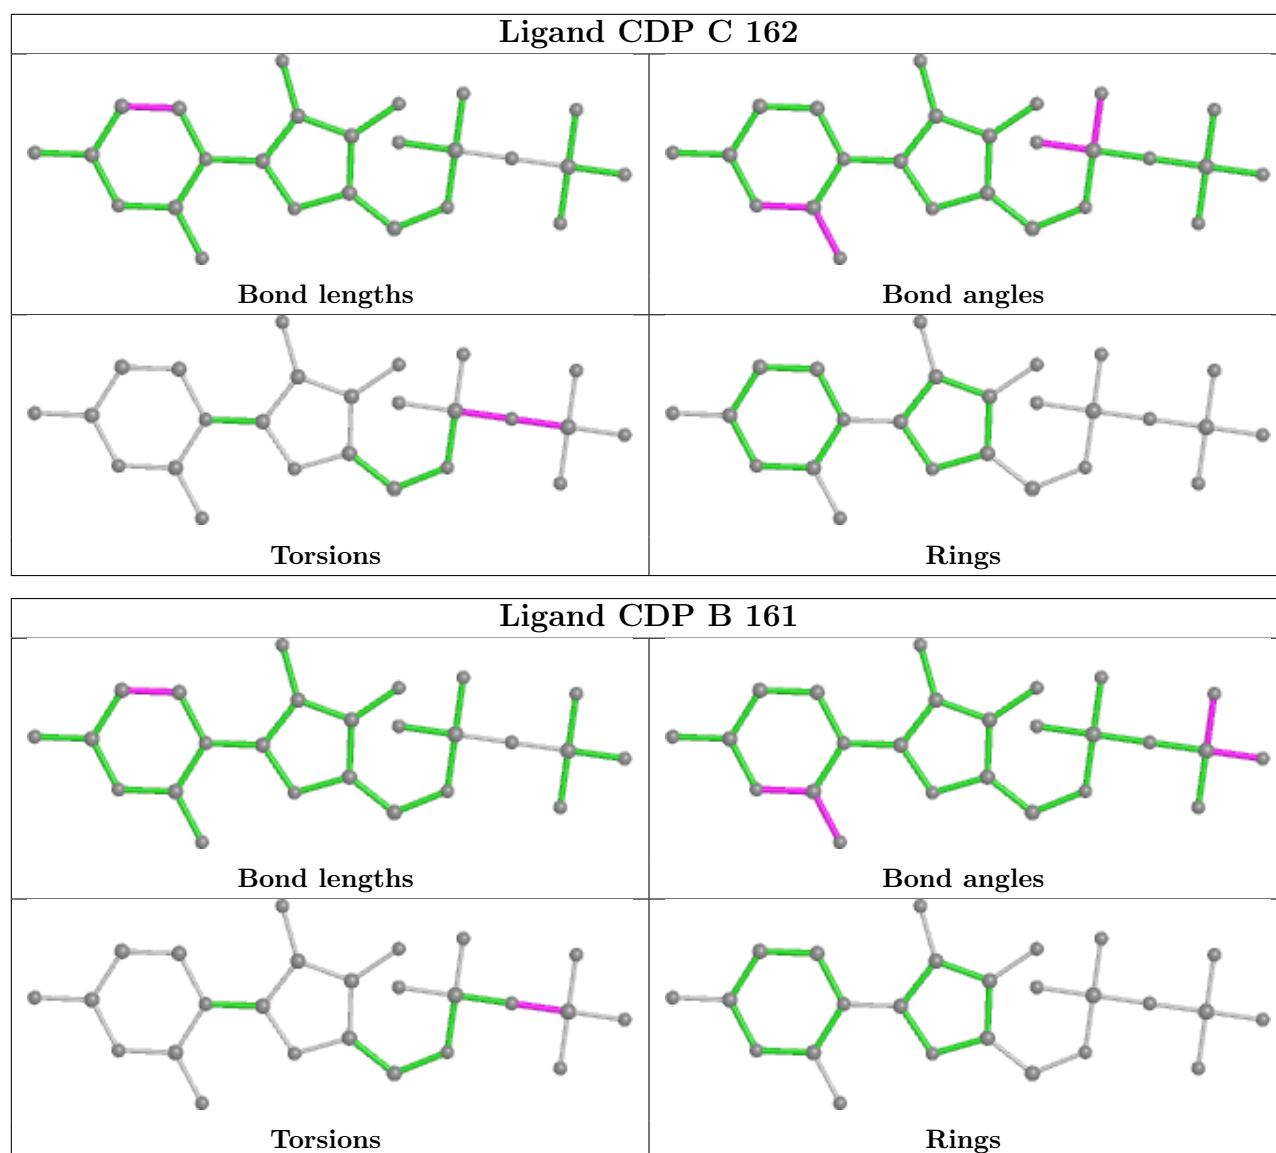 Ligand CDP C 162
Bond lengths
Bond angles
Torsions
Rings
Ligand CDP B 161
Bond lengths
Bond angles
Torsions
Rings